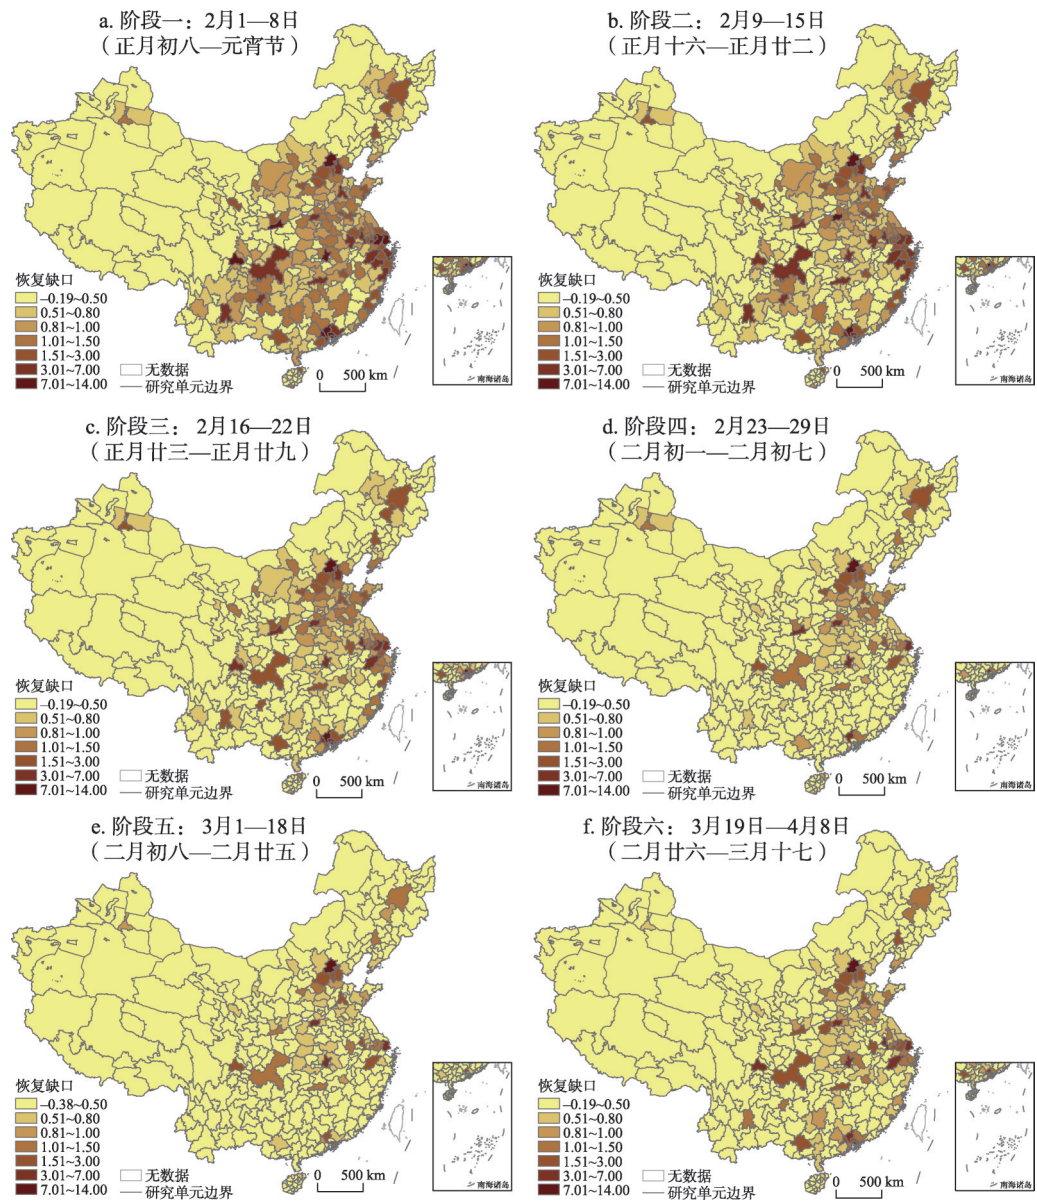 a. 阶段一：2月1—8日
（正月初八—元宵节）
恢复缺口
–0.19~0.50
0.51~0.80
0.81~1.00
1.01~1.50
1.51~3.00
3.01~7.00
7.01~14.00
无数据
研究单元边界
0 500 km
南海诸岛
b. 阶段二：2月9—15日
（正月十六—正月廿二）
恢复缺口
–0.19~0.50
0.51~0.80
0.81~1.00
1.01~1.50
1.51~3.00
3.01~7.00
7.01~14.00
无数据
研究单元边界
0 500 km
南海诸岛
c. 阶段三：2月16—22日
（正月廿三—正月廿九）
恢复缺口
–0.19~0.50
0.51~0.80
0.81~1.00
1.01~1.50
1.51~3.00
3.01~7.00
7.01~14.00
无数据
研究单元边界
0 500 km
南海诸岛
d. 阶段四：2月23—29日
（二月初一—二月初七）
恢复缺口
–0.19~0.50
0.51~0.80
0.81~1.00
1.01~1.50
1.51~3.00
3.01~7.00
7.01~14.00
无数据
研究单元边界
0 500 km
南海诸岛
e. 阶段五：3月1—18日
（二月初八—二月廿五）
恢复缺口
–0.38~0.50
0.51~0.80
0.81~1.00
1.01~1.50
1.51~3.00
3.01~7.00
7.01~14.00
无数据
研究单元边界
0 500 km
南海诸岛
f. 阶段六：3月19日—4月8日
（二月廿六—三月十七）
恢复缺口
–0.19~0.50
0.51~0.80
0.81~1.00
1.01~1.50
1.51~3.00
3.01~7.00
7.01~14.00
无数据
研究单元边界
0 500 km
南海诸岛